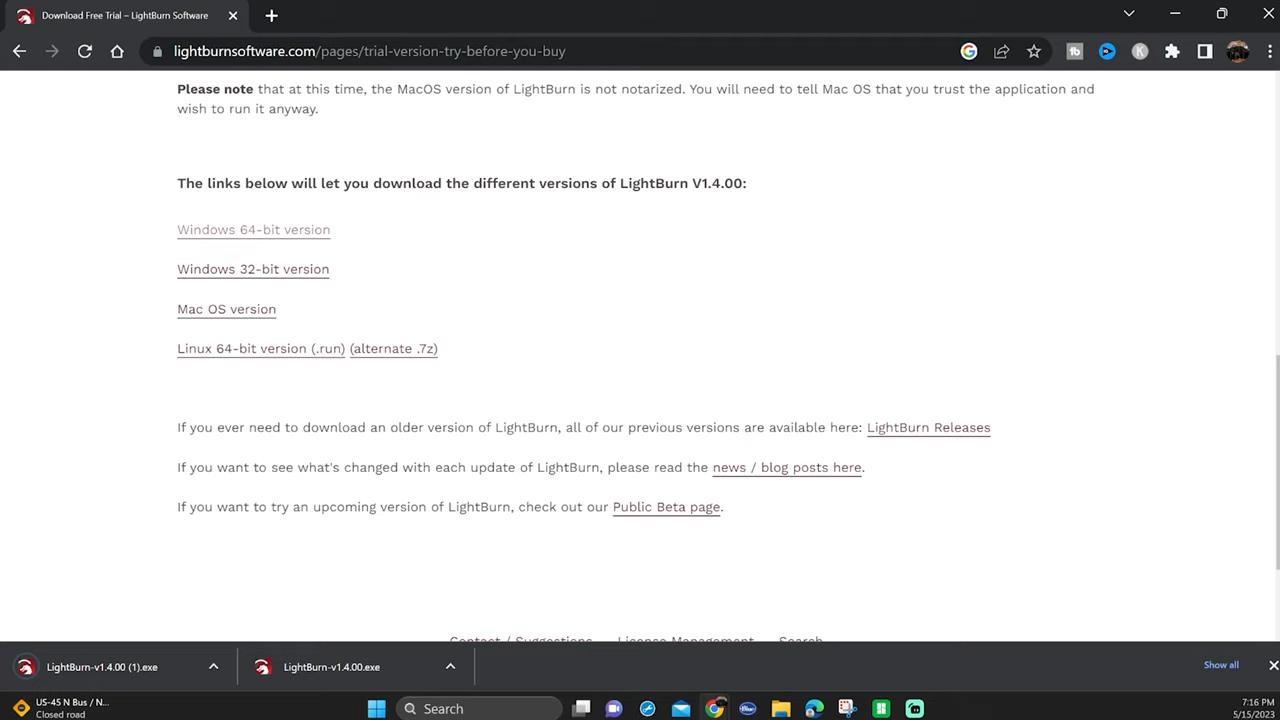 Download Free Trial – LightBurn Software
lightburnsoftware.com/pages/trial-version-try-before-you-buy
Please note that at this time, the MacOS version of LightBurn is not notarized. You will need to tell Mac OS that you trust the application and
wish to run it anyway.
The links below will let you download the different versions of LightBurn V1.4.00:
Windows 64-bit version
Windows 32-bit version
Mac OS version
Linux 64-bit version (.run) (alternate .7z)
If you ever need to download an older version of LightBurn, all of our previous versions are available here: LightBurn Releases
If you want to see what's changed with each update of LightBurn, please read the news / blog posts here.
If you want to try an upcoming version of LightBurn, check out our Public Beta page.
Contact / Suggestions License Management Search
LightBurn-v1.4.00 (1).exe
LightBurn-v1.4.00.exe
Show all
US-45 N Bus / N...
Closed road
Search
7:16 PM
5/15/2023